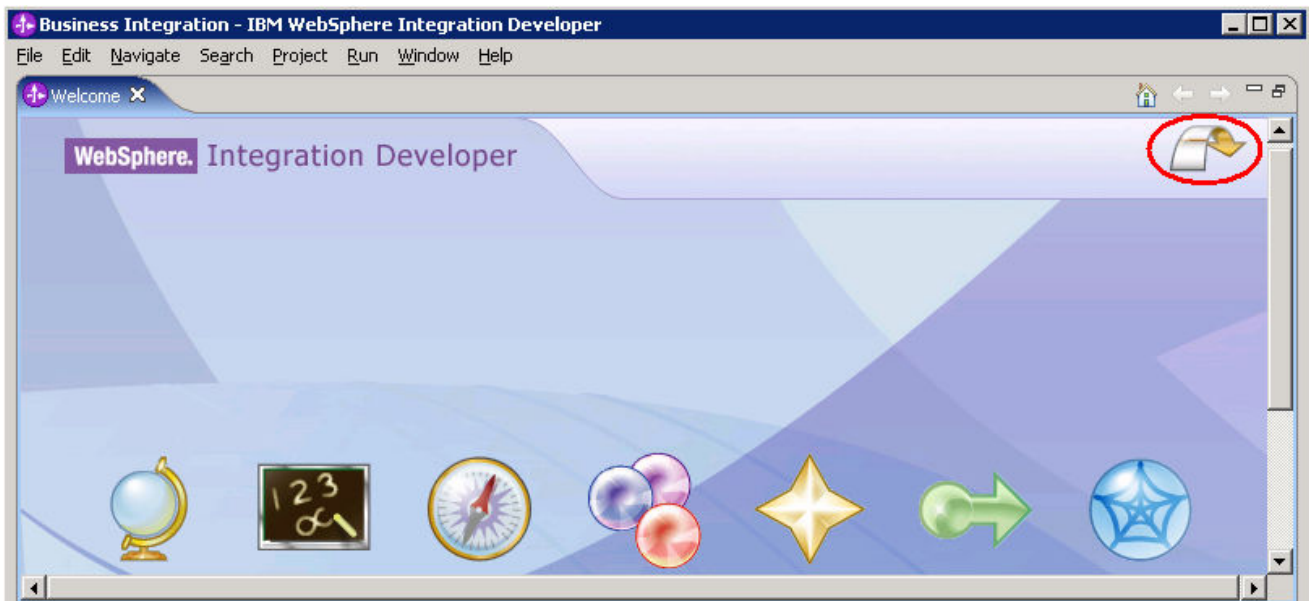 Business Integration - IBM WebSphere Integration Developer
File Edit Navigate Search Project Run Window Help
Welcome
WebSphere. Integration Developer
1 2 3